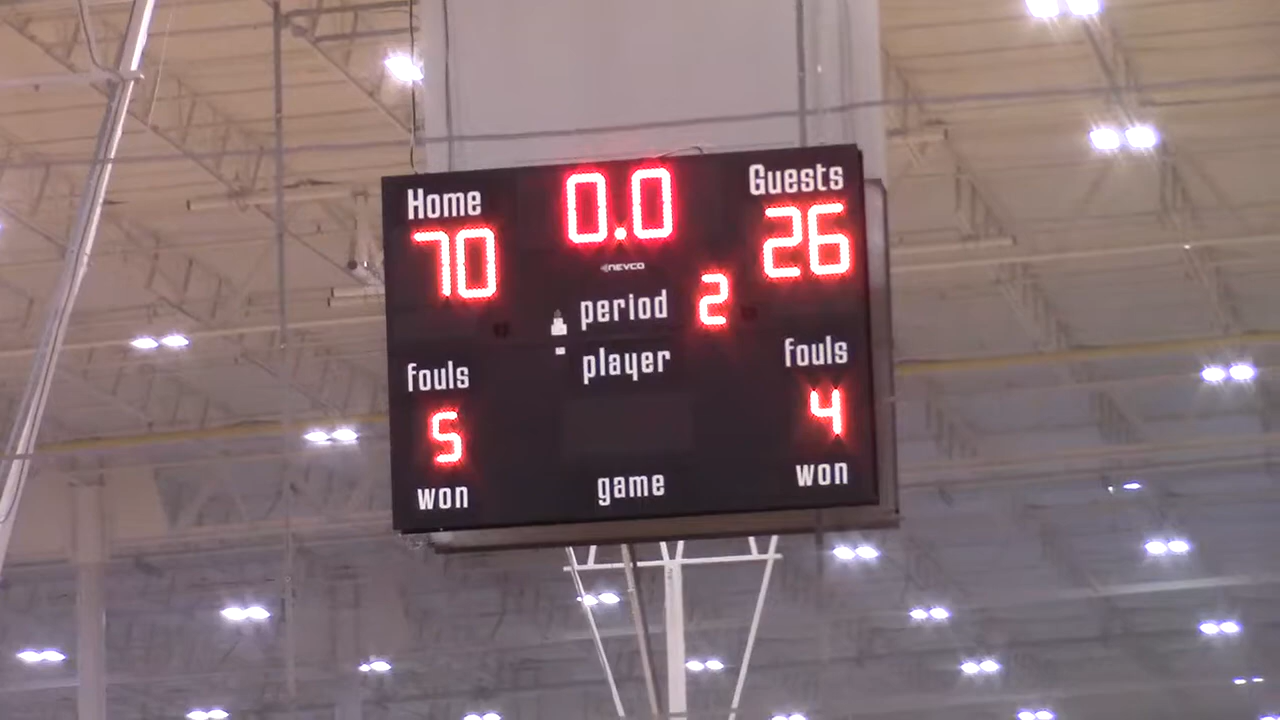 Home 0.0 Guests
70 26
NEVCO
period 2
player
fouls fouls
5 4
won game won